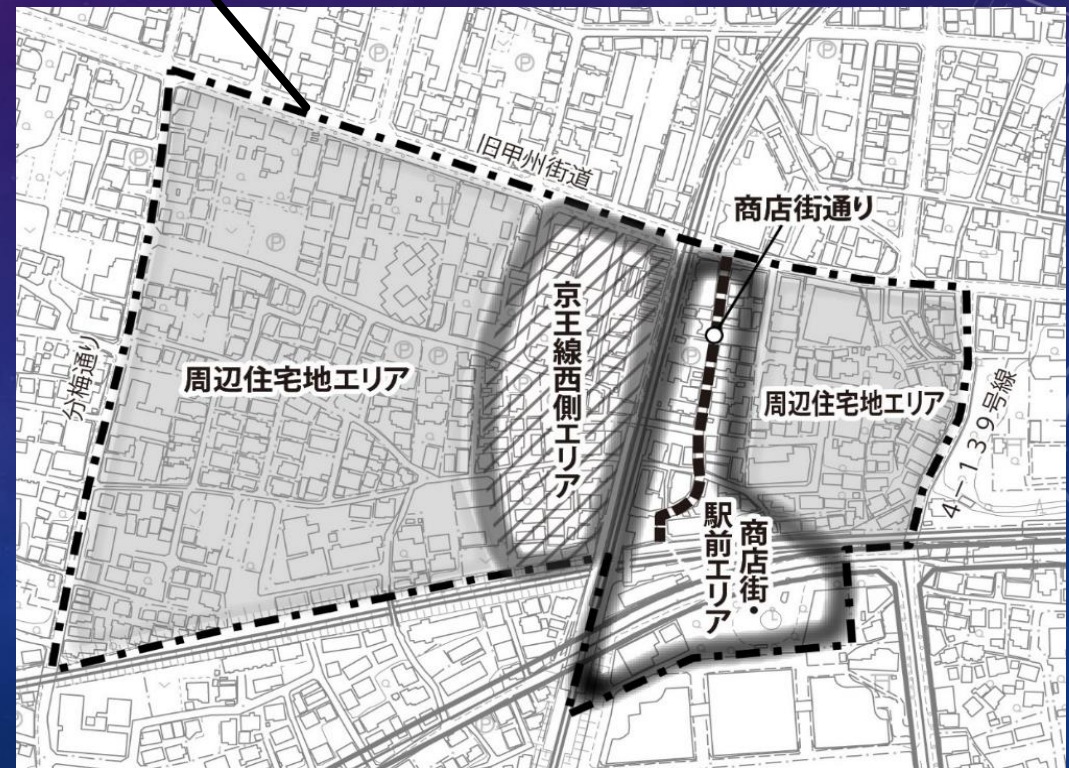 旧甲州街道
商店街通り
京王線西側エリア
分梅通り
周辺住宅地エリア
周辺住宅地エリア
4－139号線
商店街・
駅前エリア
Ⓟ
Ⓟ
Ⓟ
Ⓟ
Ⓟ
Ⓟ
Ⓟ